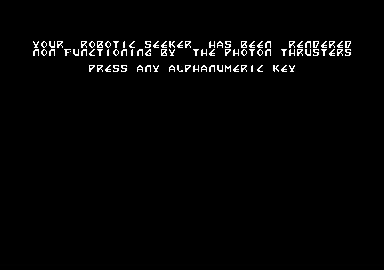 YOUR ROBOTIC SEEKER HAS BEEN RENDERED
NON FUNCTIONING BY THE PHOTON THRUSTERS
PRESS ANY ALPHANUMERIC KEY